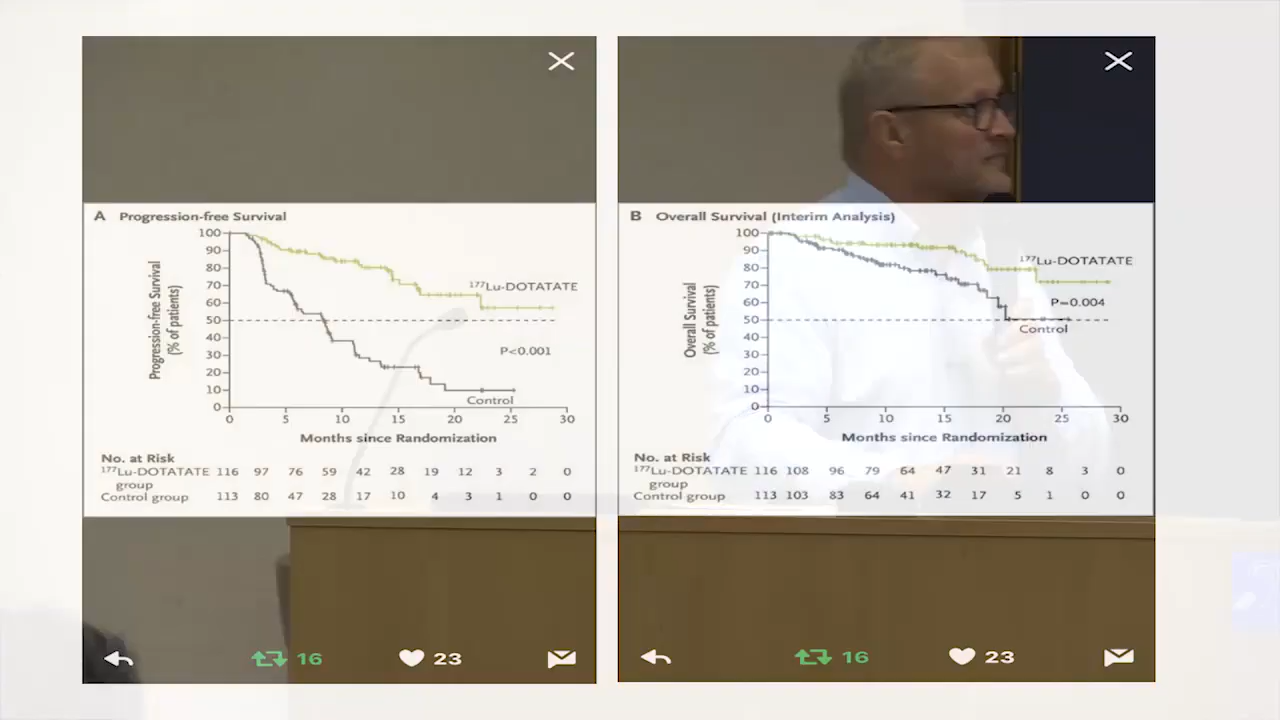 A Progression-free Survival
Progression-free Survival
(% of patients)
100
90
80
70
60
50
40
30
20
10
0
177Lu-DOTATATE
P<0.001
Control
0 5 10 15 20 25 30
Months since Randomization
No. at Risk
177Lu-DOTATATE 116 97 76 59 42 28 19 12 3 2 0
group
Control group 113 80 47 28 17 10 4 3 1 0 0
16 23
B Overall Survival (Interim Analysis)
Overall Survival
(% of patients)
100
90
80
70
60
50
40
30
20
10
0
177Lu-DOTATATE
P=0.004
Control
0 5 10 15 20 25 30
Months since Randomization
No. at Risk
177Lu-DOTATATE 116 108 96 79 64 47 31 21 8 3 0
group
Control group 113 103 83 64 41 32 17 5 1 0 0
16 23